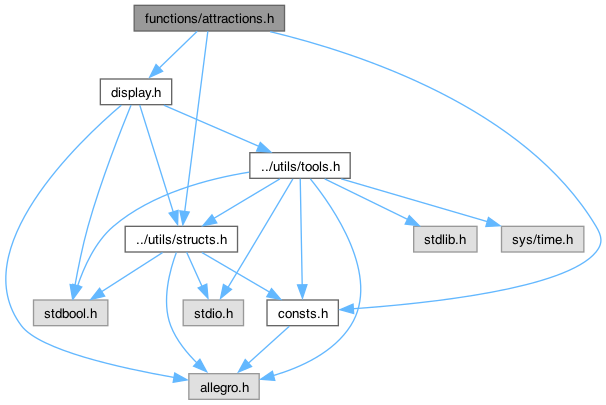 functions/attractions.h
display.h
../utils/tools.h
../utils/structs.h
stdlib.h
sys/time.h
stdbool.h
stdio.h
consts.h
allegro.h